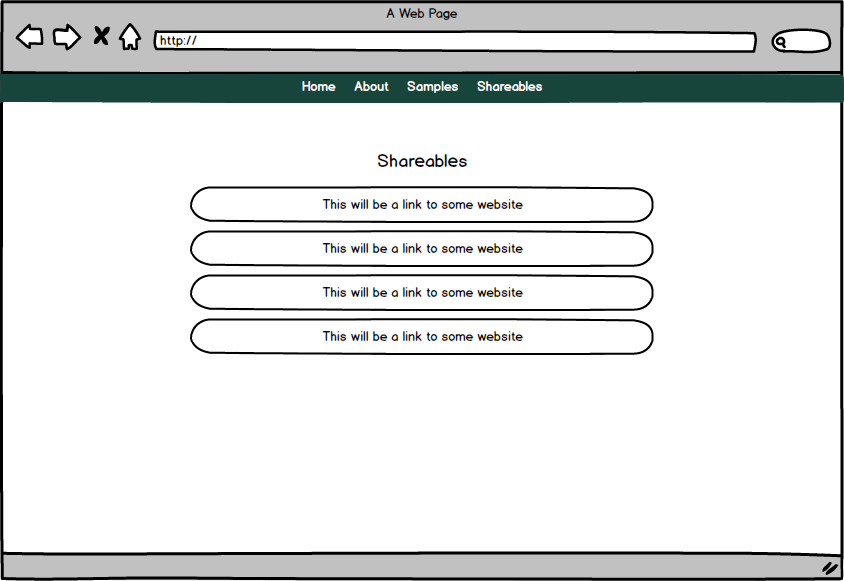 A Web Page
http://
Home About Samples Shareables
Shareables
This will be a link to some website
This will be a link to some website
This will be a link to some website
This will be a link to some website